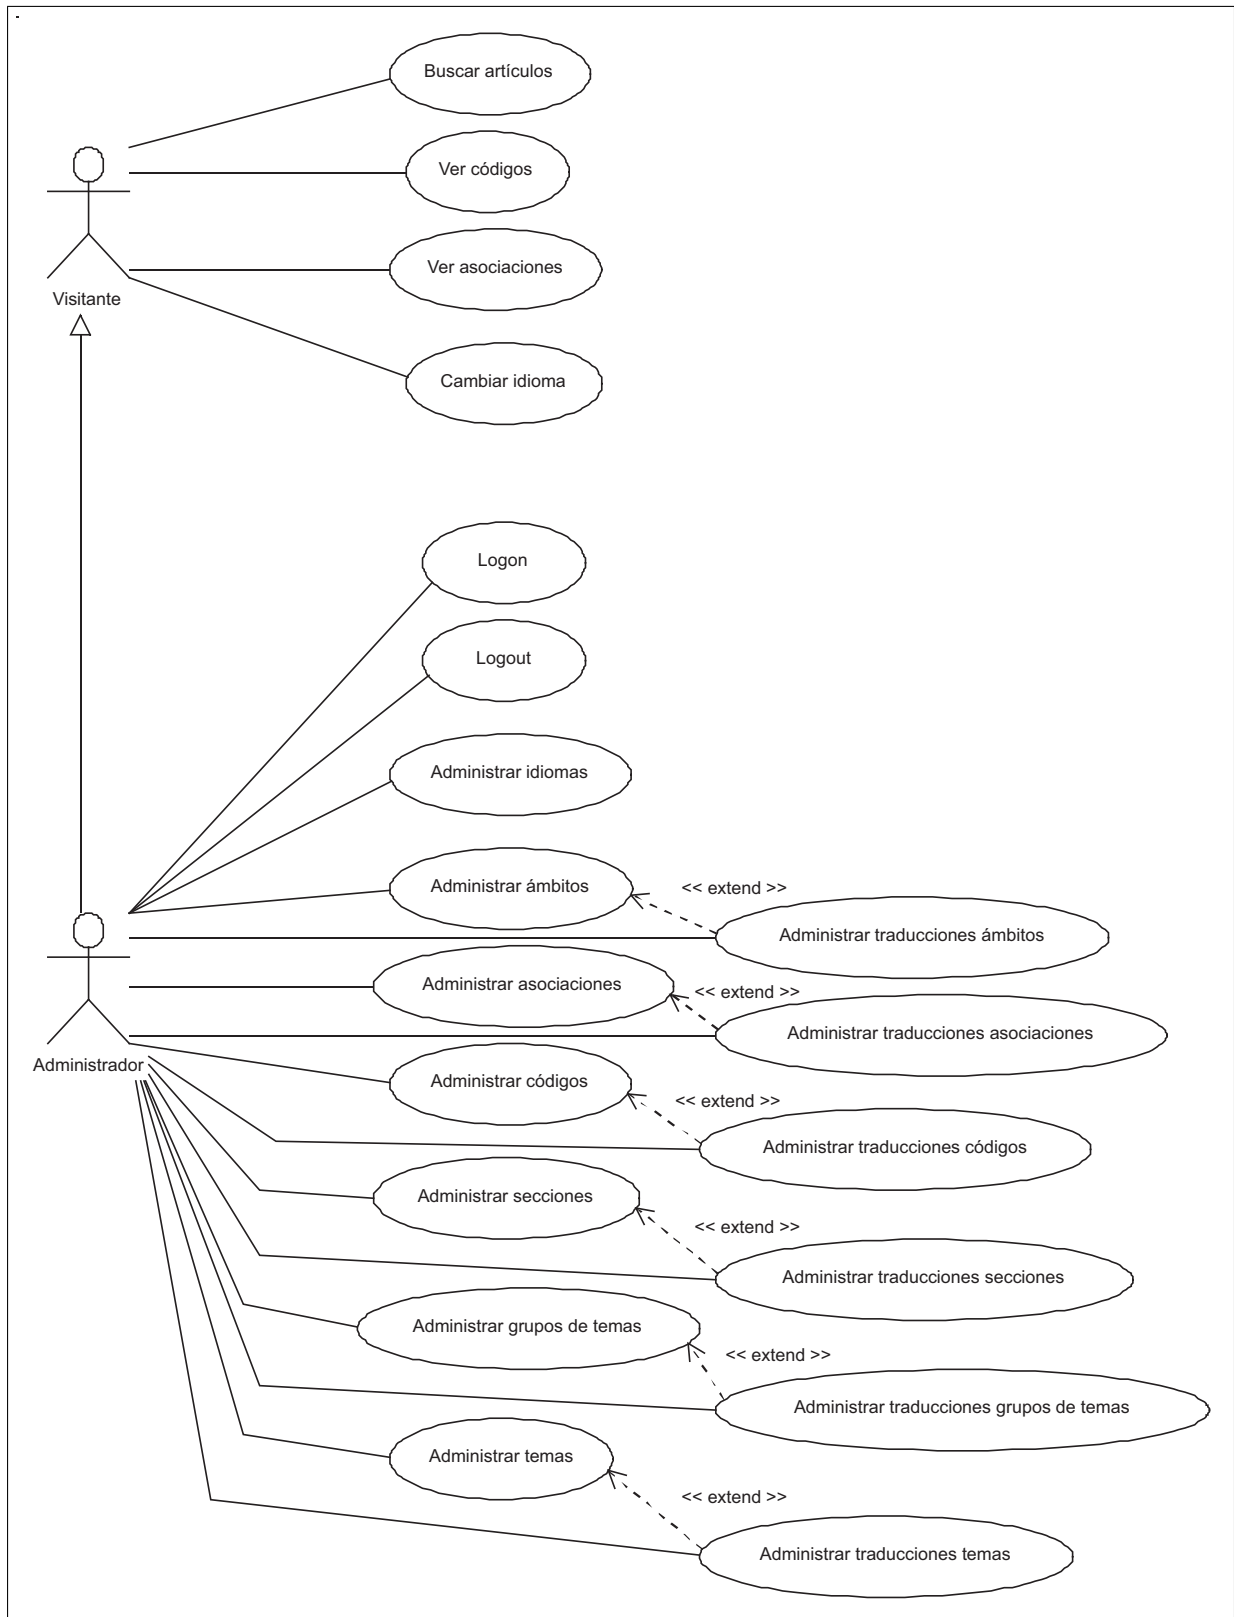 Buscar artículos
Ver códigos
Ver asociaciones
Visitante
Cambiar idioma
Logon
Logout
Administrar idiomas
Administrar ámbitos
<< extend >>
Administrar traducciones ámbitos
Administrar asociaciones
<< extend >>
Administrar traducciones asociaciones
Administrador
Administrar códigos
<< extend >>
Administrar traducciones códigos
Administrar secciones
<< extend >>
Administrar traducciones secciones
Administrar grupos de temas
<< extend >>
Administrar traducciones grupos de temas
Administrar temas
<< extend >>
Administrar traducciones temas